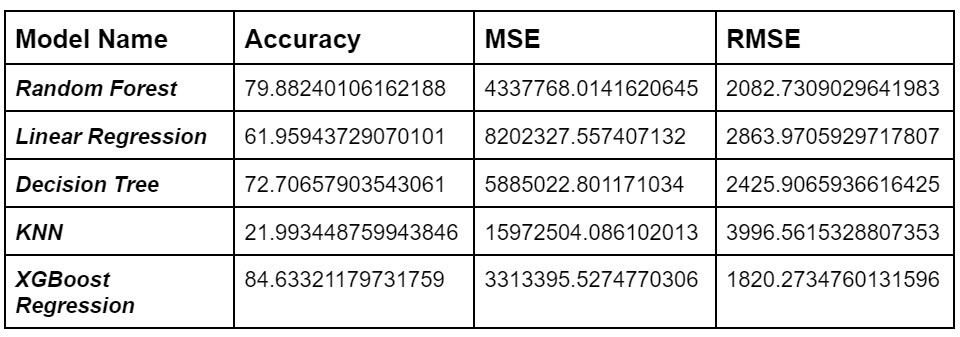 Model Name Accuracy MSE RMSE
Random Forest 79.88240106162188 4337768.0141620645 2082.7309029641983
Linear Regression 61.95943729070101 8202327.557407132 2863.9705929717807
Decision Tree 72.70657903543061 5885022.801171034 2425.9065936616425
KNN 21.993448759943846 15972504.086102013 3996.5615328807353
XGBoost 84.63321179731759 3313395.5274770306 1820.2734760131596
Regression